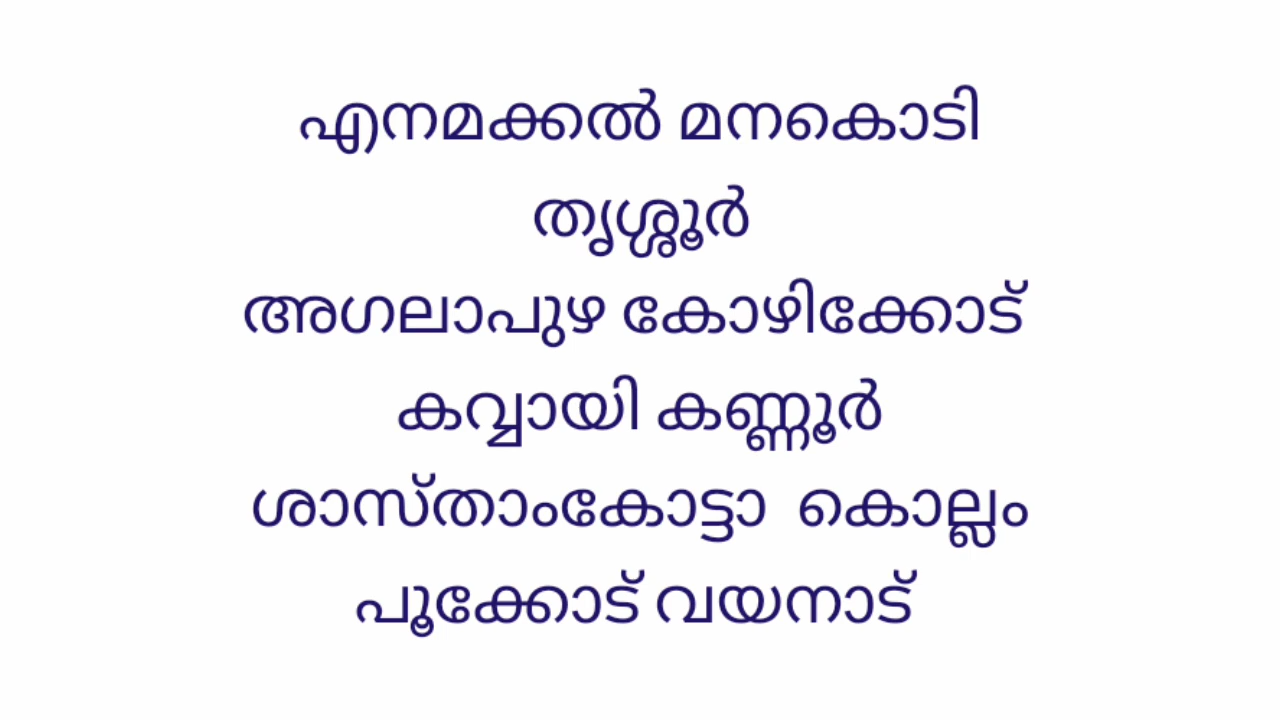 എനമക്കൽ മനകൊടി
തൃശ്ശൂർ
അഗലാപുഴ കോഴിക്കോട്
കവ്വായി കണ്ണൂർ
ശാസ്താംകോട്ടാ കൊല്ലം
പൂക്കോട് വയനാട്